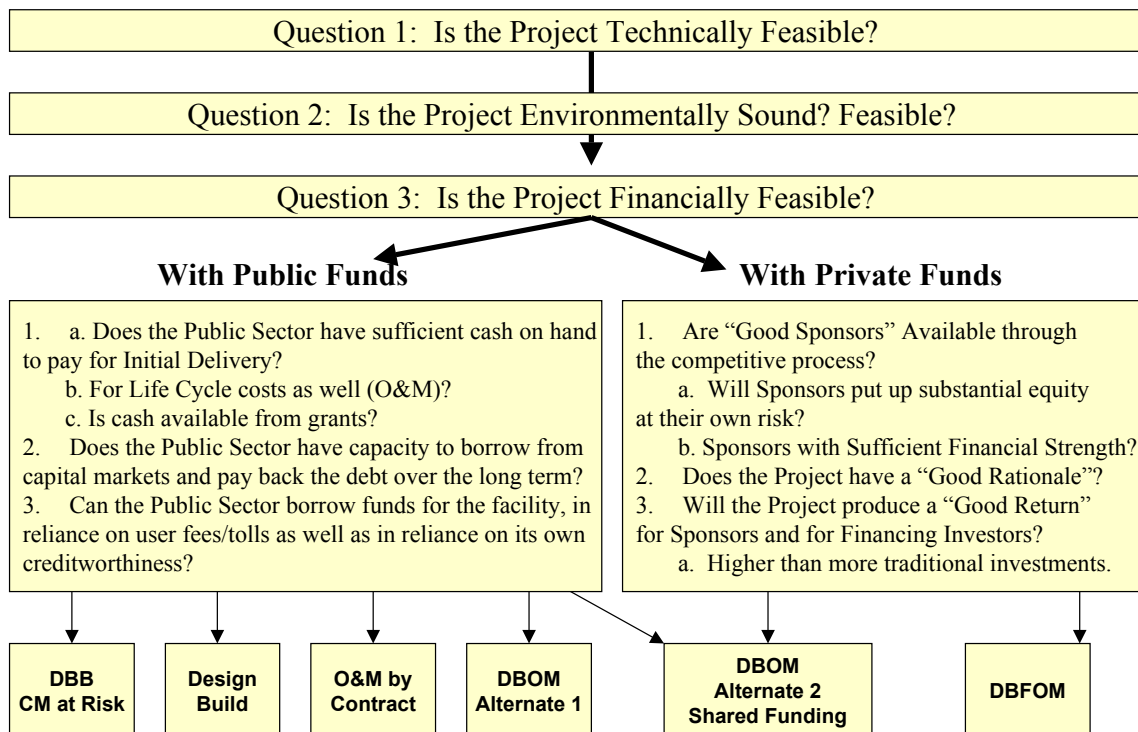 Question 1: Is the Project Technically Feasible?
Question 2: Is the Project Environmentally Sound? Feasible?
Question 3: Is the Project Financially Feasible?
With Public Funds
1. a. Does the Public Sector have sufficient cash on hand
to pay for Initial Delivery?
b. For Life Cycle costs as well (O&M)?
c. Is cash available from grants?
2. Does the Public Sector have capacity to borrow from
capital markets and pay back the debt over the long term?
3. Can the Public Sector borrow funds for the facility, in
reliance on user fees/tolls as well as in reliance on its own
creditworthiness?
With Private Funds
1. Are “Good Sponsors” Available through
the competitive process?
a. Will Sponsors put up substantial equity
at their own risk?
b. Sponsors with Sufficient Financial Strength?
2. Does the Project have a “Good Rationale”?
3. Will the Project produce a “Good Return”
for Sponsors and for Financing Investors?
a. Higher than more traditional investments.
DBB
CM at Risk
Design
Build
O&M by
Contract
DBOM
Alternate 1
DBOM
Alternate 2
Shared Funding
DBFOM